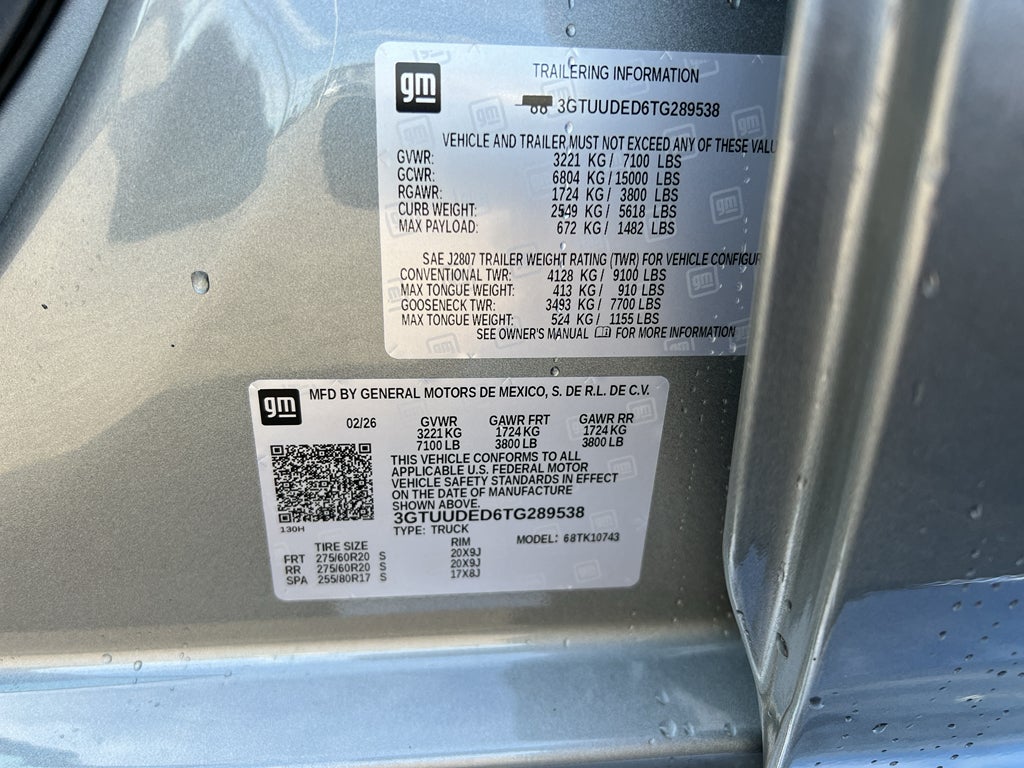 gm
TRAILERING INFORMATION
3GTUUDED6TG289538
VEHICLE AND TRAILER MUST NOT EXCEED ANY OF THESE VALU
GVWR: 3221 KG / 7100 LBS
GCWR: 6804 KG / 15000 LBS
RGAWR: 1724 KG / 3800 LBS
CURB WEIGHT: 2549 KG / 5618 LBS
MAX PAYLOAD: 672 KG / 1482 LBS
SAE J2807 TRAILER WEIGHT RATING (TWR) FOR VEHICLE CONFIGUR
CONVENTIONAL TWR: 4128 KG / 9100 LBS
MAX TONGUE WEIGHT: 413 KG / 910 LBS
GOOSENECK TWR: 3493 KG / 7700 LBS
MAX TONGUE WEIGHT: 524 KG / 1155 LBS
SEE OWNER'S MANUAL FOR MORE INFORMATION
gm
MFD BY GENERAL MOTORS DE MEXICO, S. DE R.L. DE C.V.
02/26 GVWR GAWR FRT GAWR RR
3221 KG 1724 KG 1724 KG
7100 LB 3800 LB 3800 LB
THIS VEHICLE CONFORMS TO ALL
APPLICABLE U.S. FEDERAL MOTOR
VEHICLE SAFETY STANDARDS IN EFFECT
ON THE DATE OF MANUFACTURE
SHOWN ABOVE.
3GTUUDED6TG289538
130H
TYPE: TRUCK
MODEL: 68TK10743
TIRE SIZE RIM
FRT 275/60R20 S 20X9J
RR 275/60R20 S 20X9J
SPA 255/80R17 S 17X8J